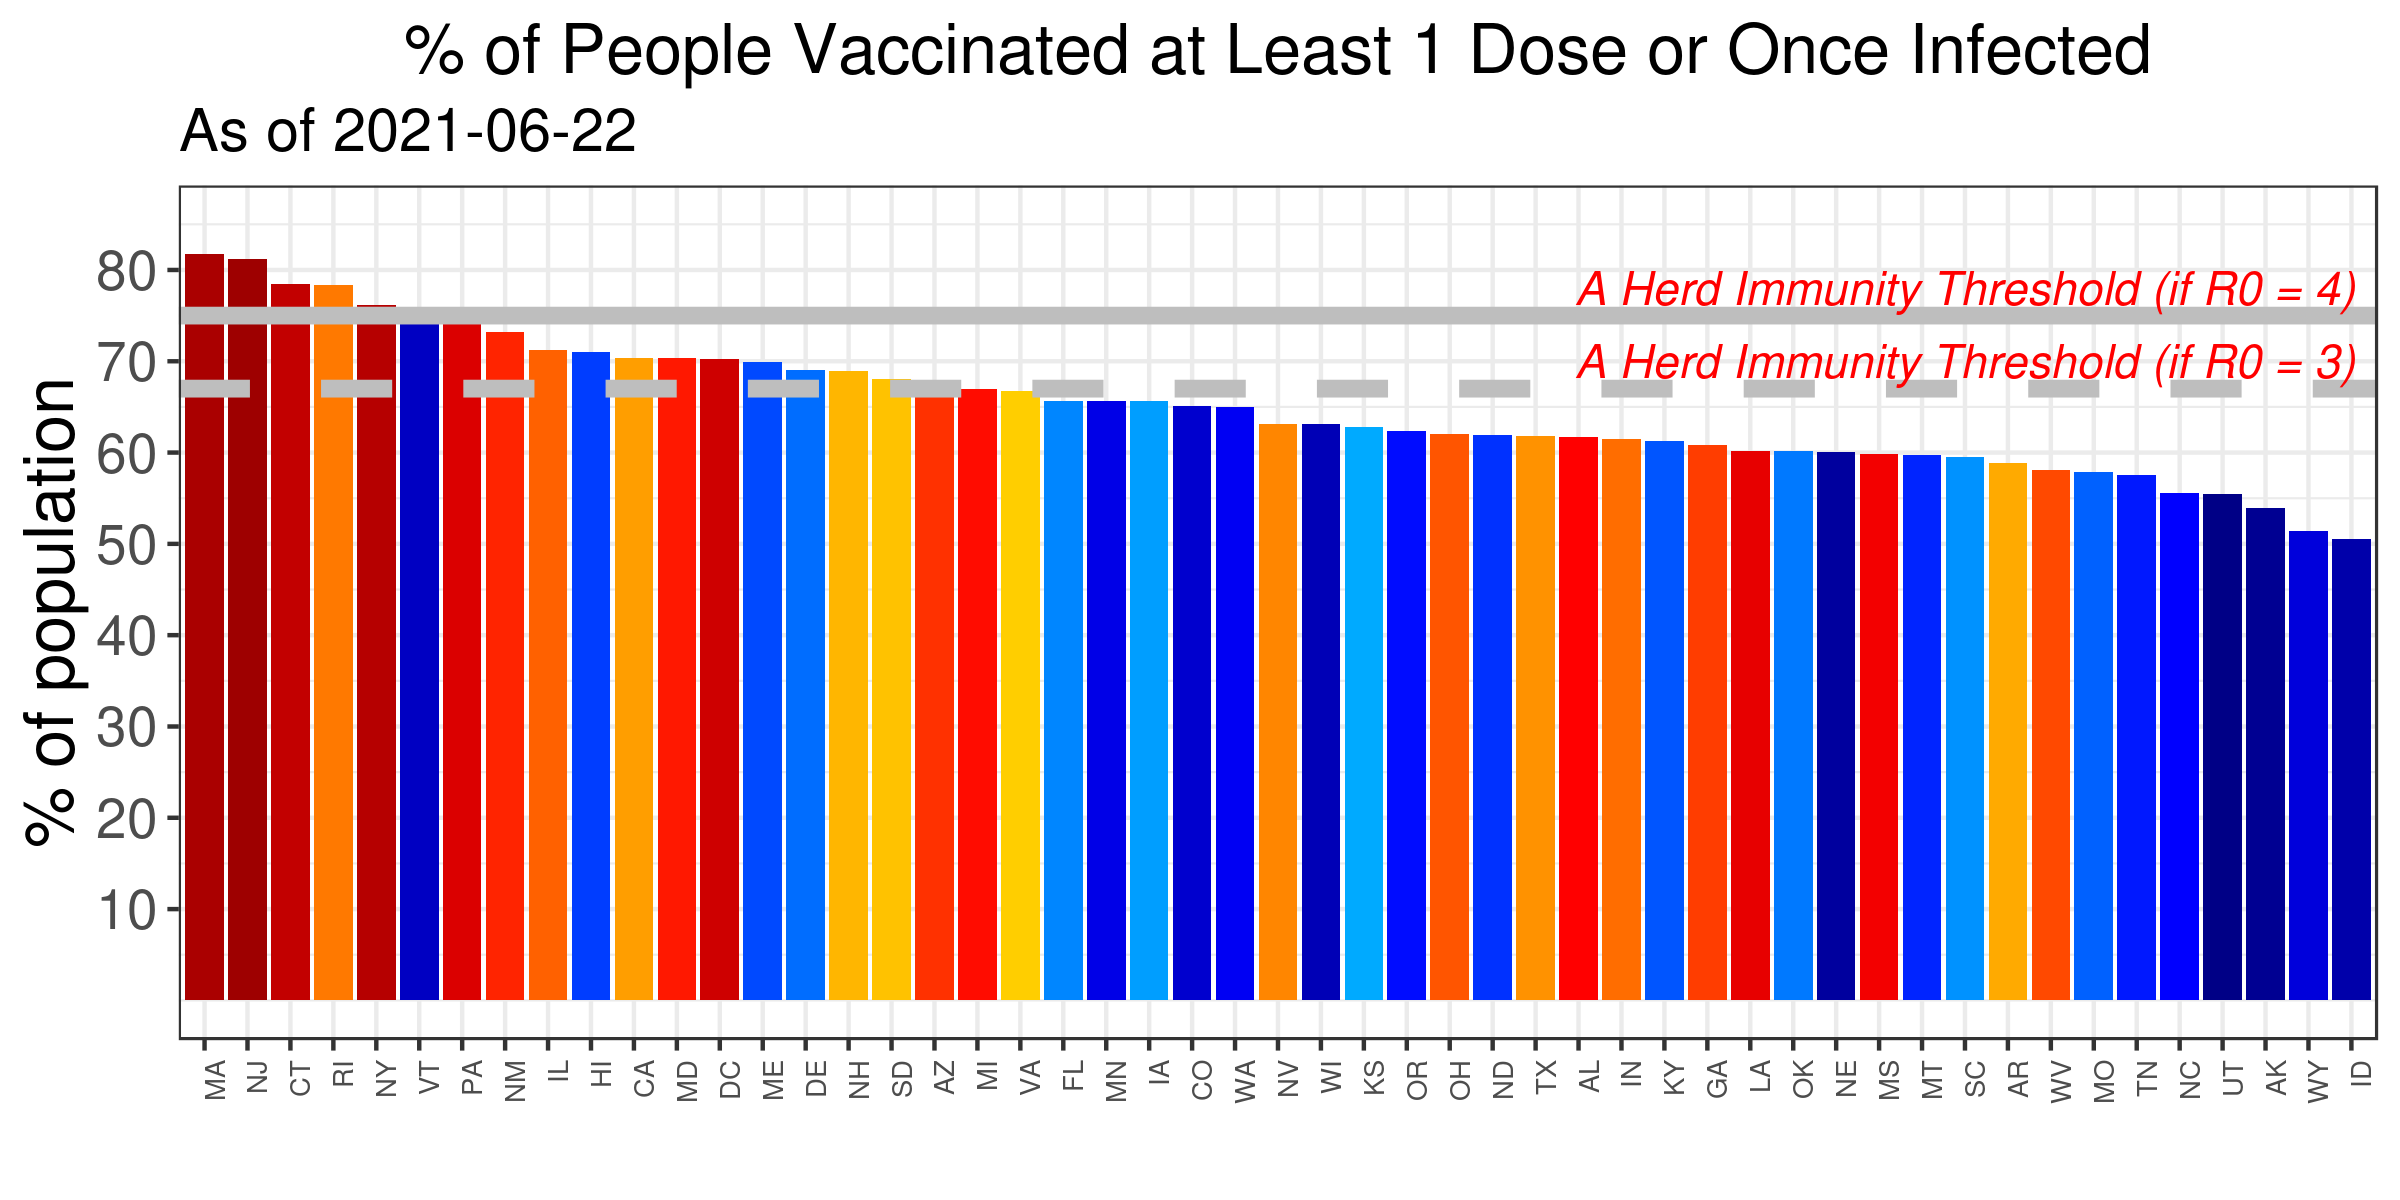 % of People Vaccinated at Least 1 Dose or Once Infected
As of 2021-06-22
% of population
80
70
60
50
40
30
20
10
A Herd Immunity Threshold (if R0 = 4)
A Herd Immunity Threshold (if R0 = 3)
MA NJ CT RI NY VT PA NM IL HI CA MD DC ME DE NH SD AZ MI VA FL MN IA CO WA NV WI KS OR OH ND TX AL IN KY GA LA OK NE MS MT SC AR WV MO TN NC UT AK WY ID